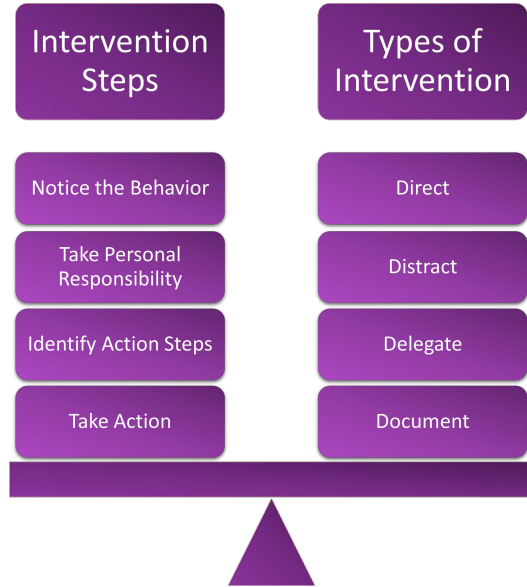 Intervention
Steps
Notice the Behavior
Take Personal
Responsibility
Identify Action Steps
Take Action
Types of
Intervention
Direct
Distract
Delegate
Document